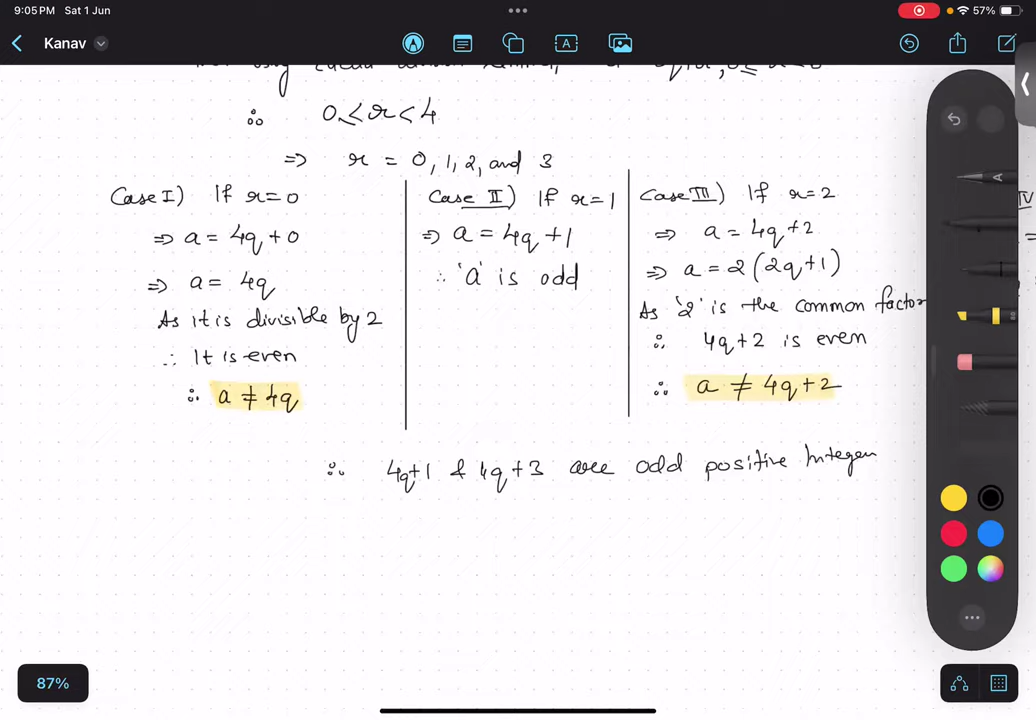 9:05 PM Sat 1 Jun
57%
Kanav
A
∴ 0 ≤ r < 4
⇒ r = 0, 1, 2, and 3
Case I) If r = 0
⇒ a = 4q + 0
⇒ a = 4q
As it is divisible by 2
∴ It is even
∴ a ≠ 4q
Case II) If r = 1
⇒ a = 4q + 1
∴ 'a' is odd
Case III) If r = 2
⇒ a = 4q + 2
⇒ a = 2 (2q + 1)
As '2' is the common factor
∴ 4q + 2 is even
∴ a ≠ 4q + 2
IV
∴ 4q+1 & 4q+3 are odd positive Integer
87%